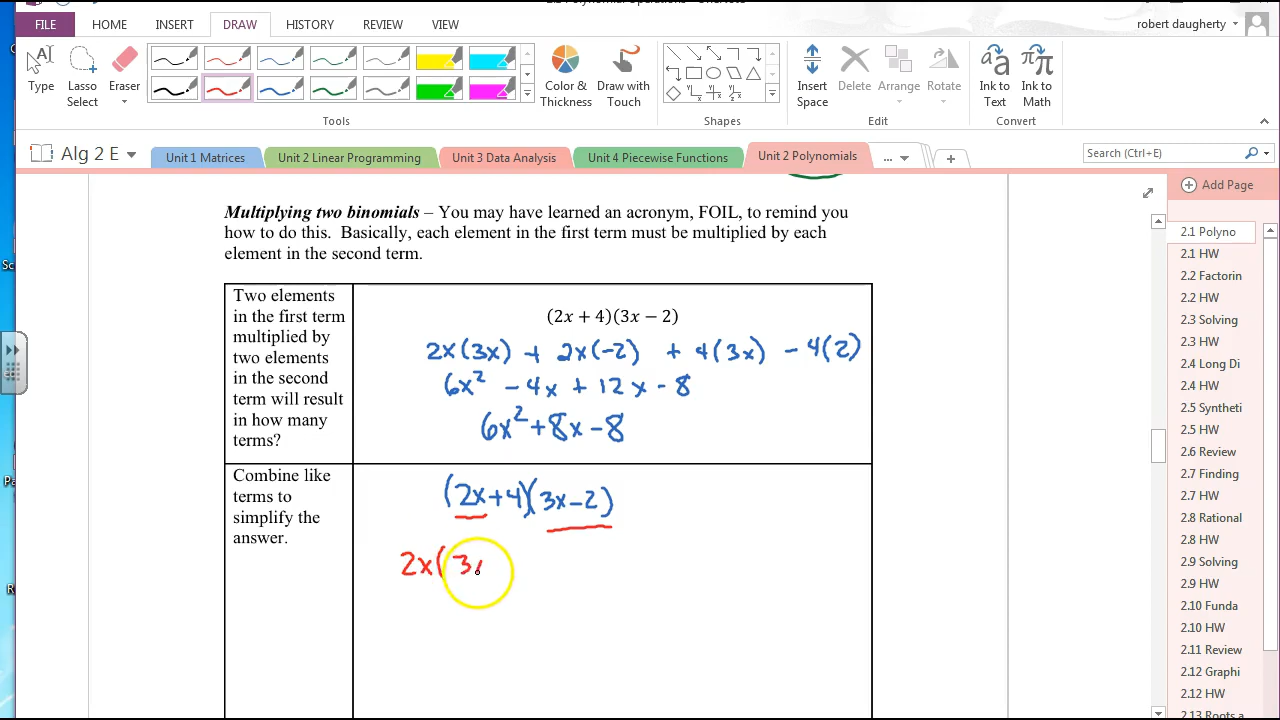 FILE HOME INSERT DRAW HISTORY REVIEW VIEW robert daugherty
Type
Lasso Select
Eraser
Color & Thickness
Draw with Touch
Insert Space
Delete
Arrange
Rotate
Ink to Text
Ink to Math
Tools Shapes Edit Convert
Alg 2 E Unit 1 Matrices Unit 2 Linear Programming Unit 3 Data Analysis Unit 4 Piecewise Functions Unit 2 Polynomials ... Search (Ctrl+E)
Add Page
Multiplying two binomials – You may have learned an acronym, FOIL, to remind you
how to do this. Basically, each element in the first term must be multiplied by each
element in the second term.
Two elements
in the first term
multiplied by
two elements
in the second
term will result
in how many
terms?
(2x + 4)(3x − 2)
2x(3x) + 2x(-2) + 4(3x) - 4(2)
6x² - 4x + 12x - 8
6x² + 8x - 8
Combine like
terms to
simplify the
answer.
(2x+4)(3x-2)
2x(3x
2.1 Polyno
2.1 HW
2.2 Factorin
2.2 HW
2.3 Solving
2.3 HW
2.4 Long Di
2.4 HW
2.5 Syntheti
2.5 HW
2.6 Review
2.7 Finding
2.7 HW
2.8 Rational
2.8 HW
2.9 Solving
2.9 HW
2.10 Funda
2.10 HW
2.11 Review
2.12 Graphi
2.12 HW
2.13 Roots a